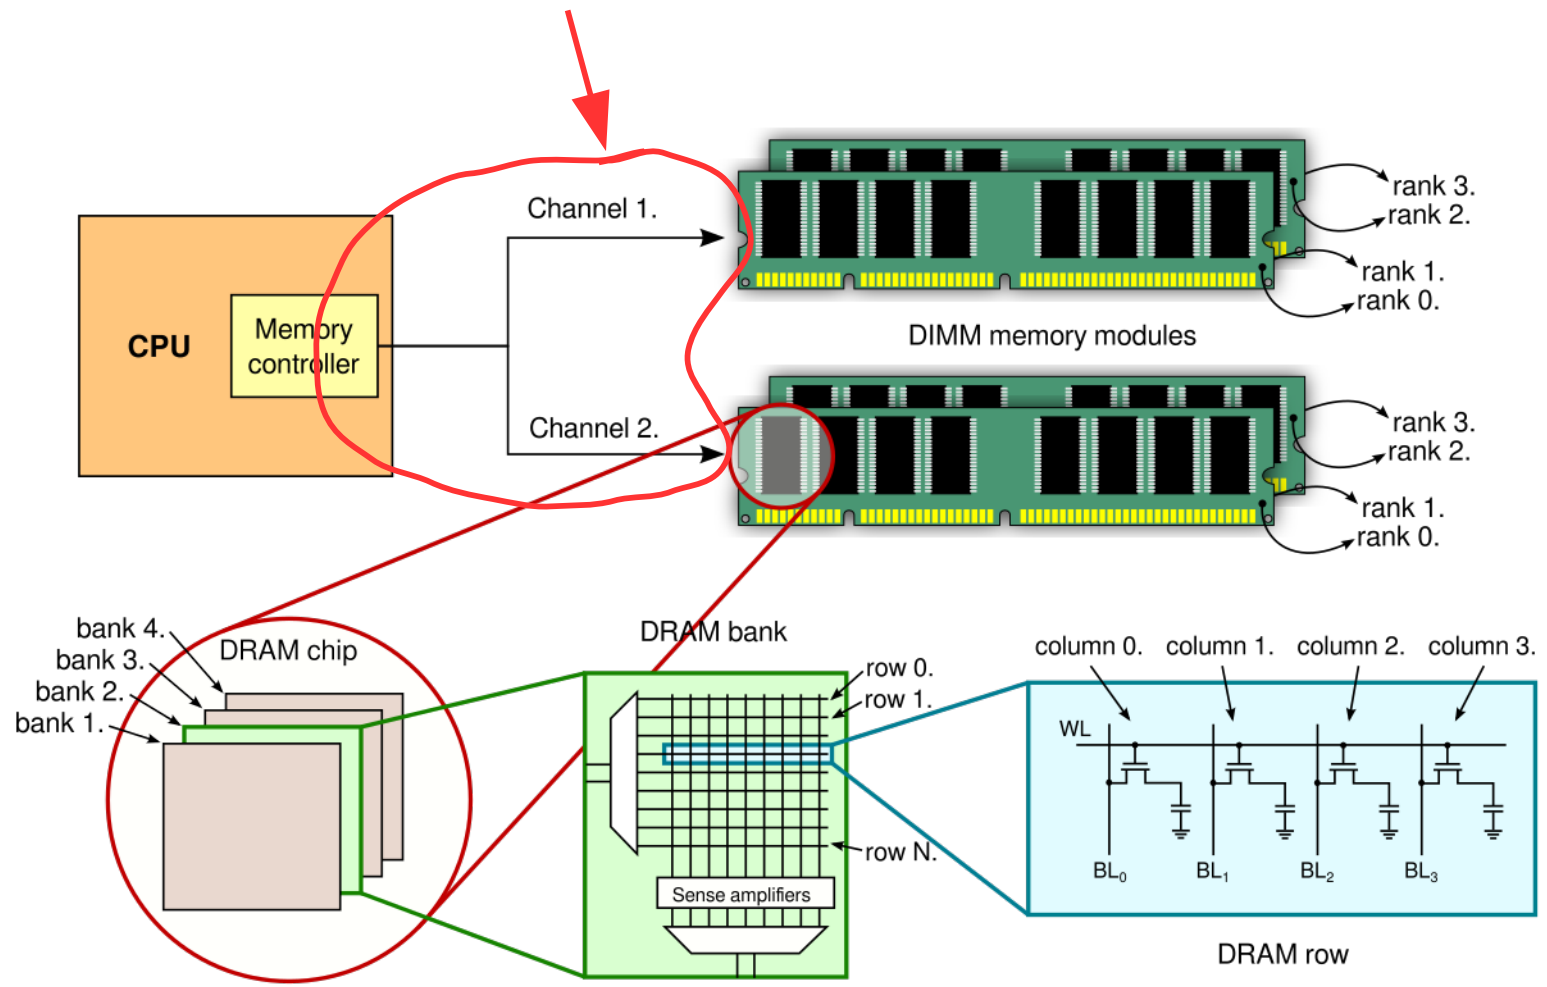 Channel 1.
rank 3.
rank 2.
rank 1.
rank 0.
CPU
Memory
controller
DIMM memory modules
Channel 2.
rank 3.
rank 2.
rank 1.
rank 0.
bank 4.
bank 3.
bank 2.
bank 1.
DRAM chip
DRAM bank
row 0.
row 1.
row N.
Sense amplifiers
column 0.
column 1.
column 2.
column 3.
WL
BL0
BL1
BL2
BL3
DRAM row